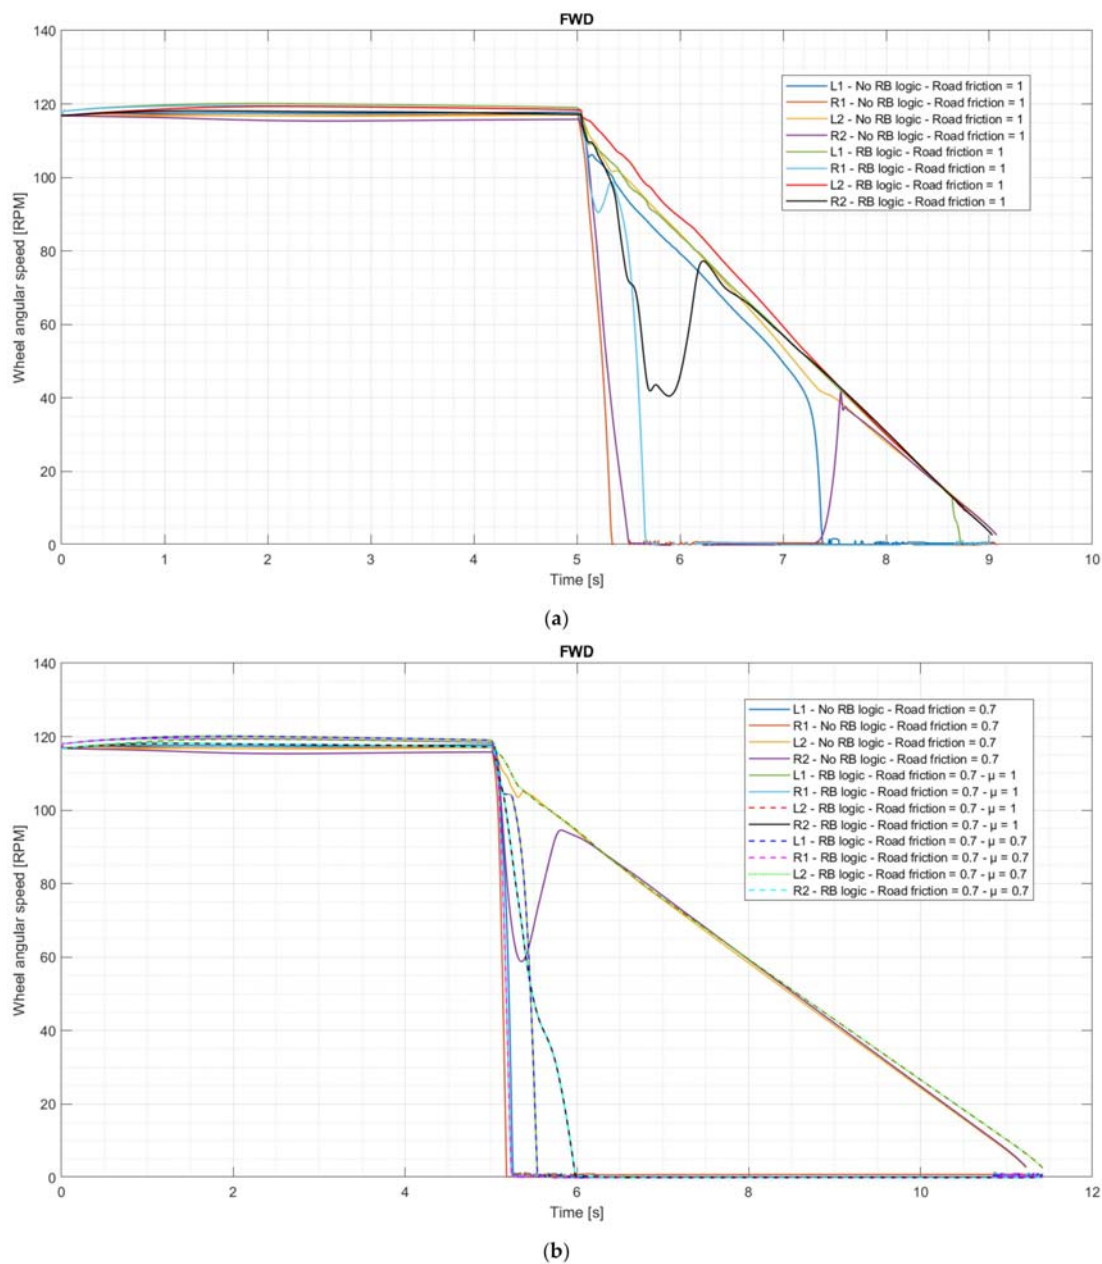 FWD
140
120
100
80
60
40
20
0
Wheel angular speed [RPM]
L1 - No RB logic - Road friction = 1
R1 - No RB logic - Road friction = 1
L2 - No RB logic - Road friction = 1
R2 - No RB logic - Road friction = 1
L1 - RB logic - Road friction = 1
R1 - RB logic - Road friction = 1
L2 - RB logic - Road friction = 1
R2 - RB logic - Road friction = 1
0 1 2 3 4 5 6 7 8 9 10
Time [s]
(a)
FWD
140
120
100
80
60
40
20
0
Wheel angular speed [RPM]
L1 - No RB logic - Road friction = 0.7
R1 - No RB logic - Road friction = 0.7
L2 - No RB logic - Road friction = 0.7
R2 - No RB logic - Road friction = 0.7
L1 - RB logic - Road friction = 0.7 - μ = 1
R1 - RB logic - Road friction = 0.7 - μ = 1
L2 - RB logic - Road friction = 0.7 - μ = 1
R2 - RB logic - Road friction = 0.7 - μ = 1
L1 - RB logic - Road friction = 0.7 - μ = 0.7
R1 - RB logic - Road friction = 0.7 - μ = 0.7
L2 - RB logic - Road friction = 0.7 - μ = 0.7
R2 - RB logic - Road friction = 0.7 - μ = 0.7
0 2 4 6 8 10 12
Time [s]
(b)